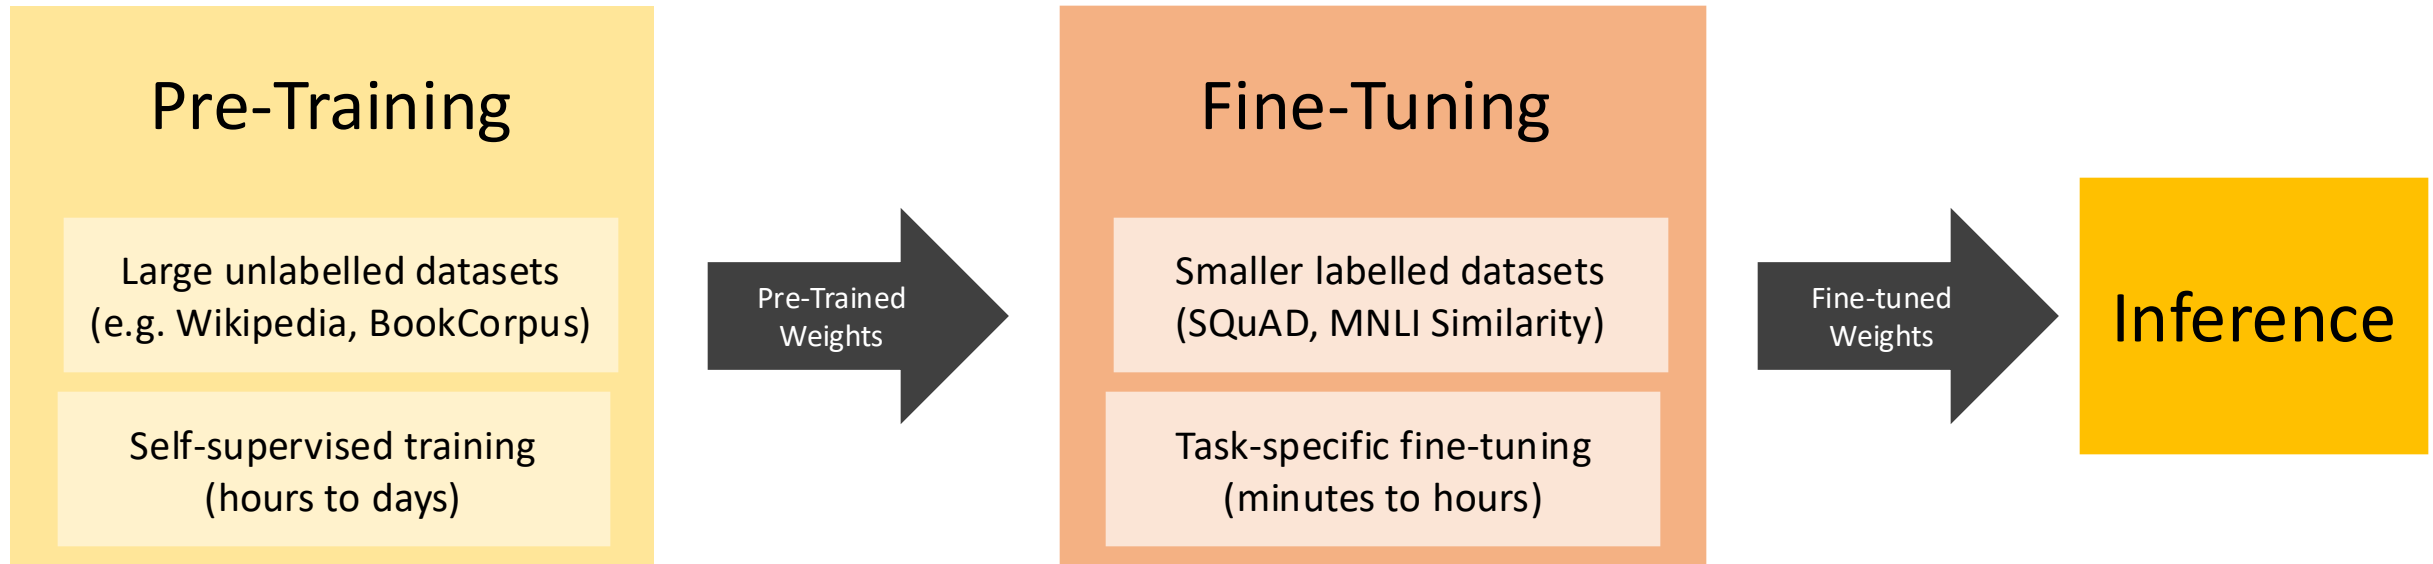 Pre-Training
Large unlabelled datasets
(e.g. Wikipedia, BookCorpus)
Self-supervised training
(hours to days)
Pre-Trained
Weights
Fine-Tuning
Smaller labelled datasets
(SQuAD, MNLI Similarity)
Task-specific fine-tuning
(minutes to hours)
Fine-tuned
Weights
Inference